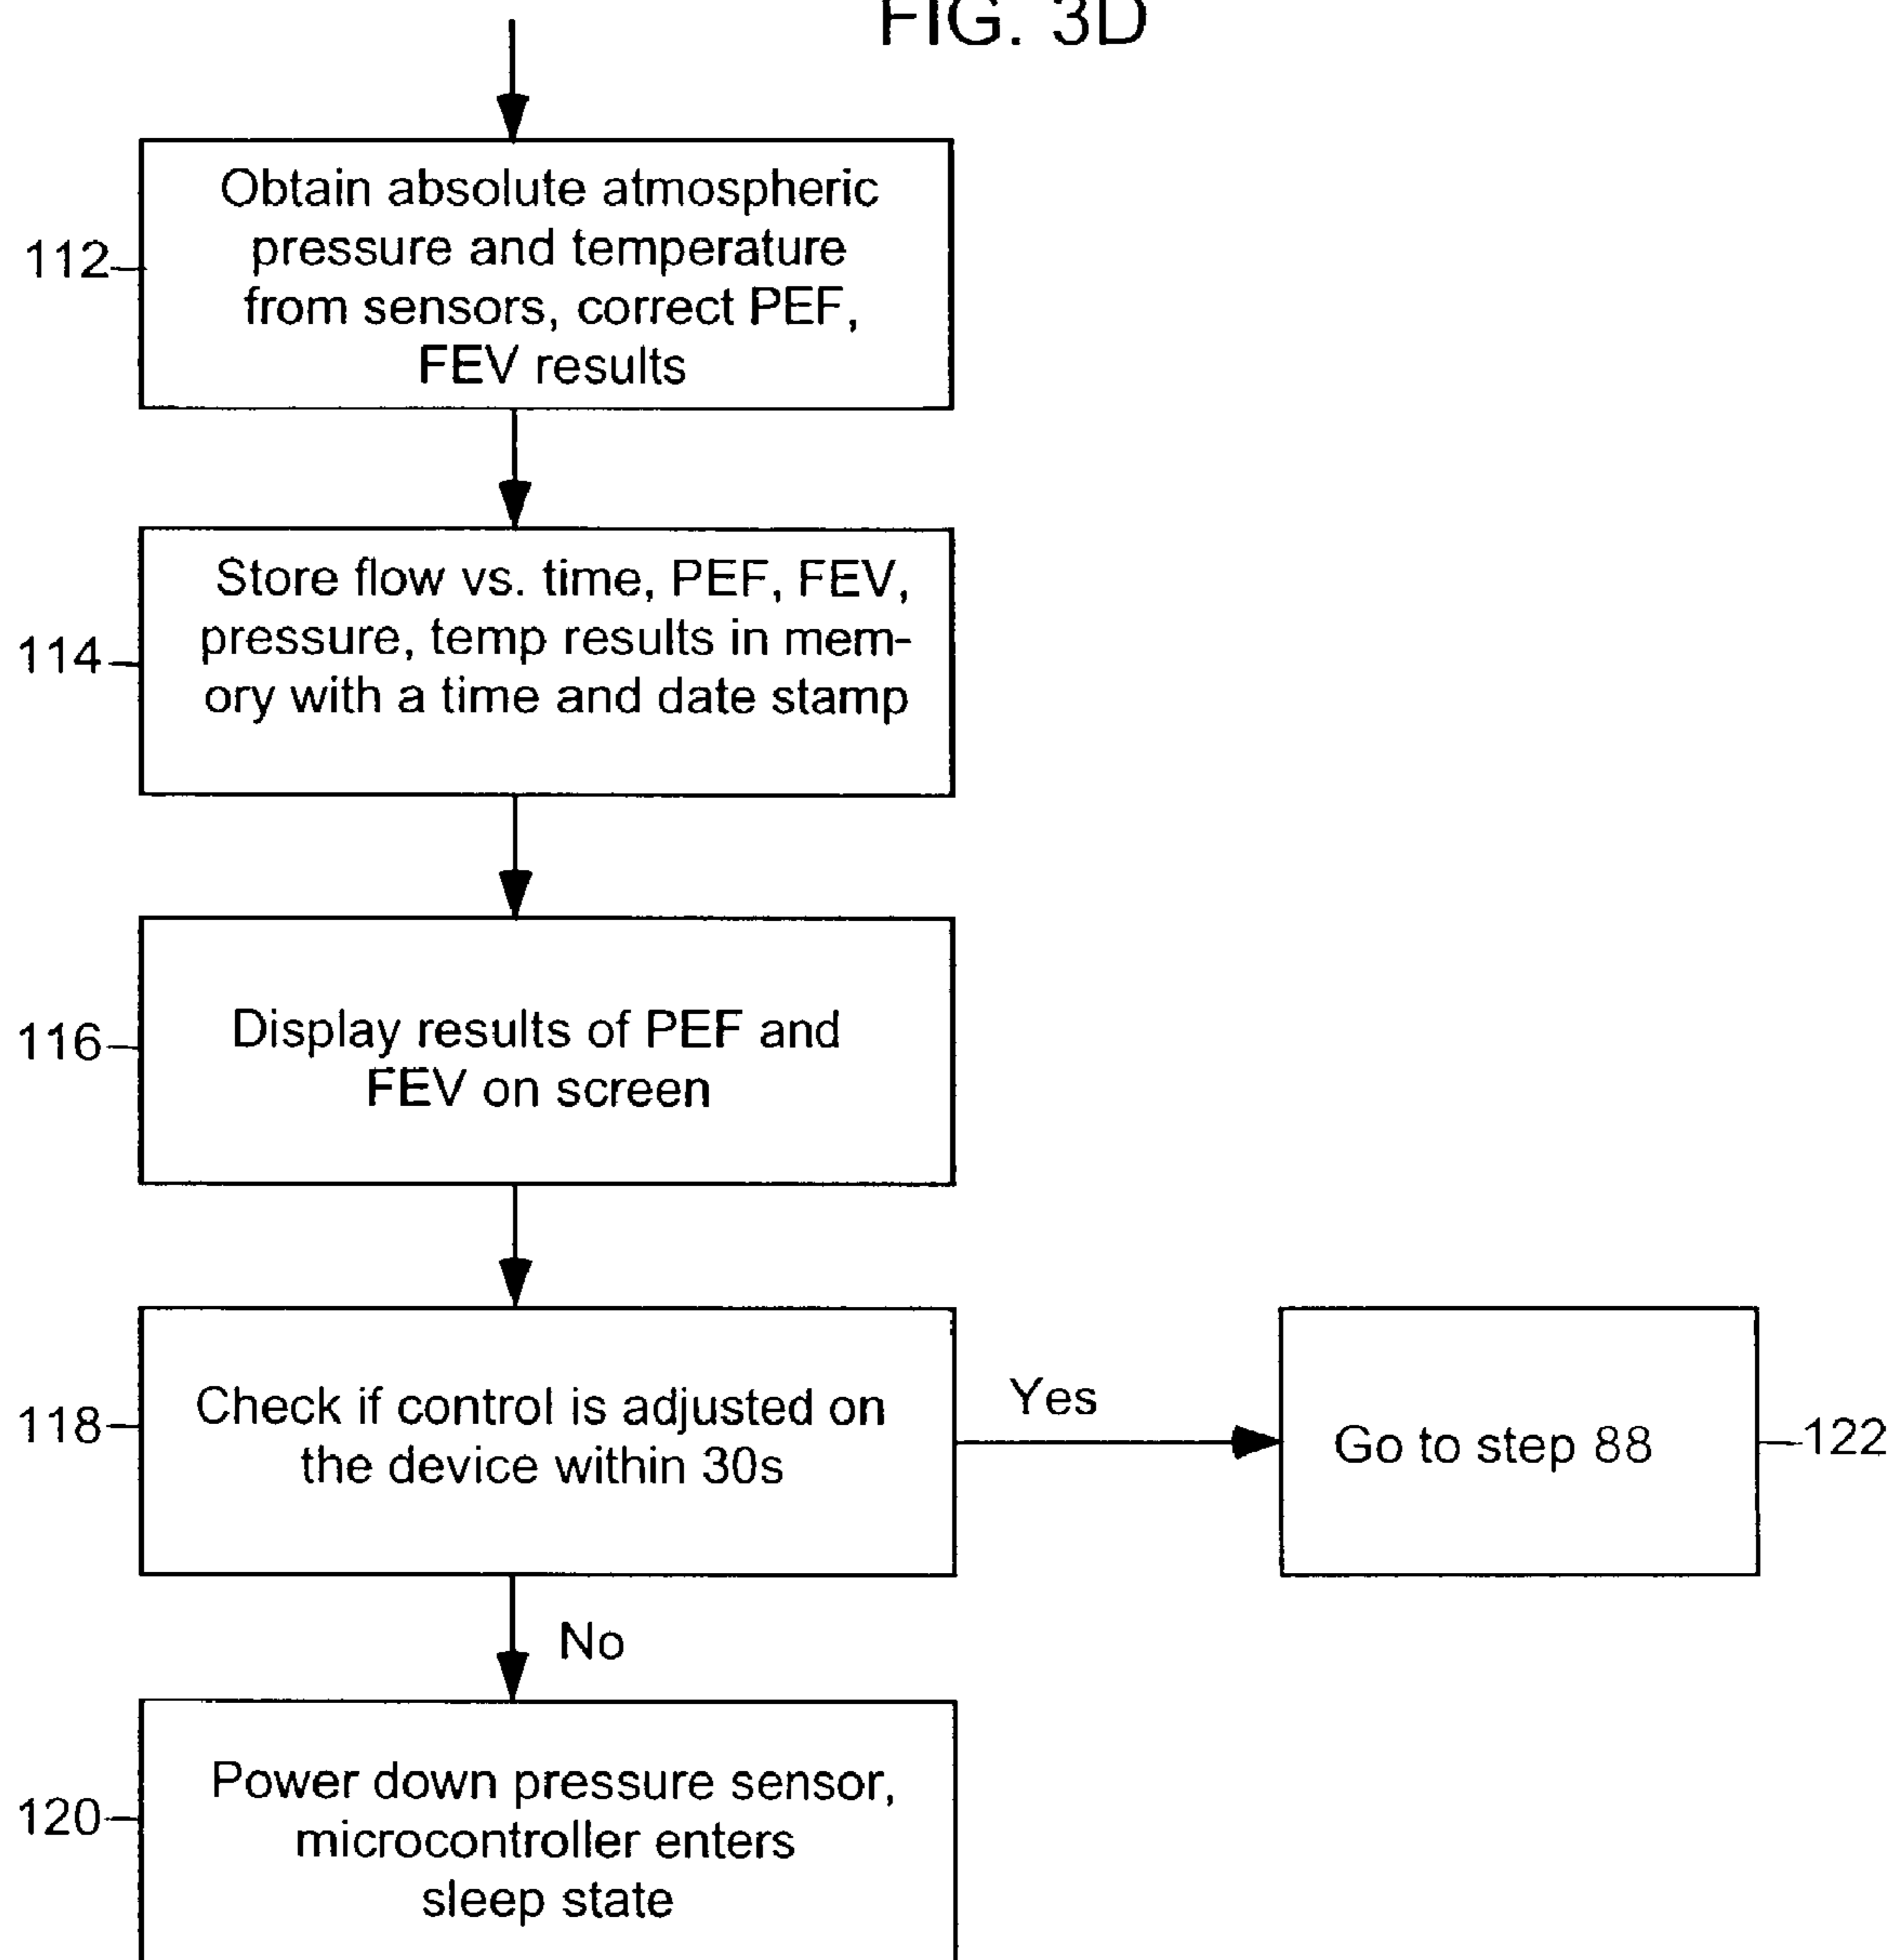 FIG. 3D
112
Obtain absolute atmospheric
pressure and temperature
from sensors, correct PEF,
FEV results
114
Store flow vs. time, PEF, FEV,
pressure, temp results in mem-
ory with a time and date stamp
116
Display results of PEF and
FEV on screen
118
Check if control is adjusted on
the device within 30s
Yes
Go to step 88
122
No
120
Power down pressure sensor,
microcontroller enters
sleep state